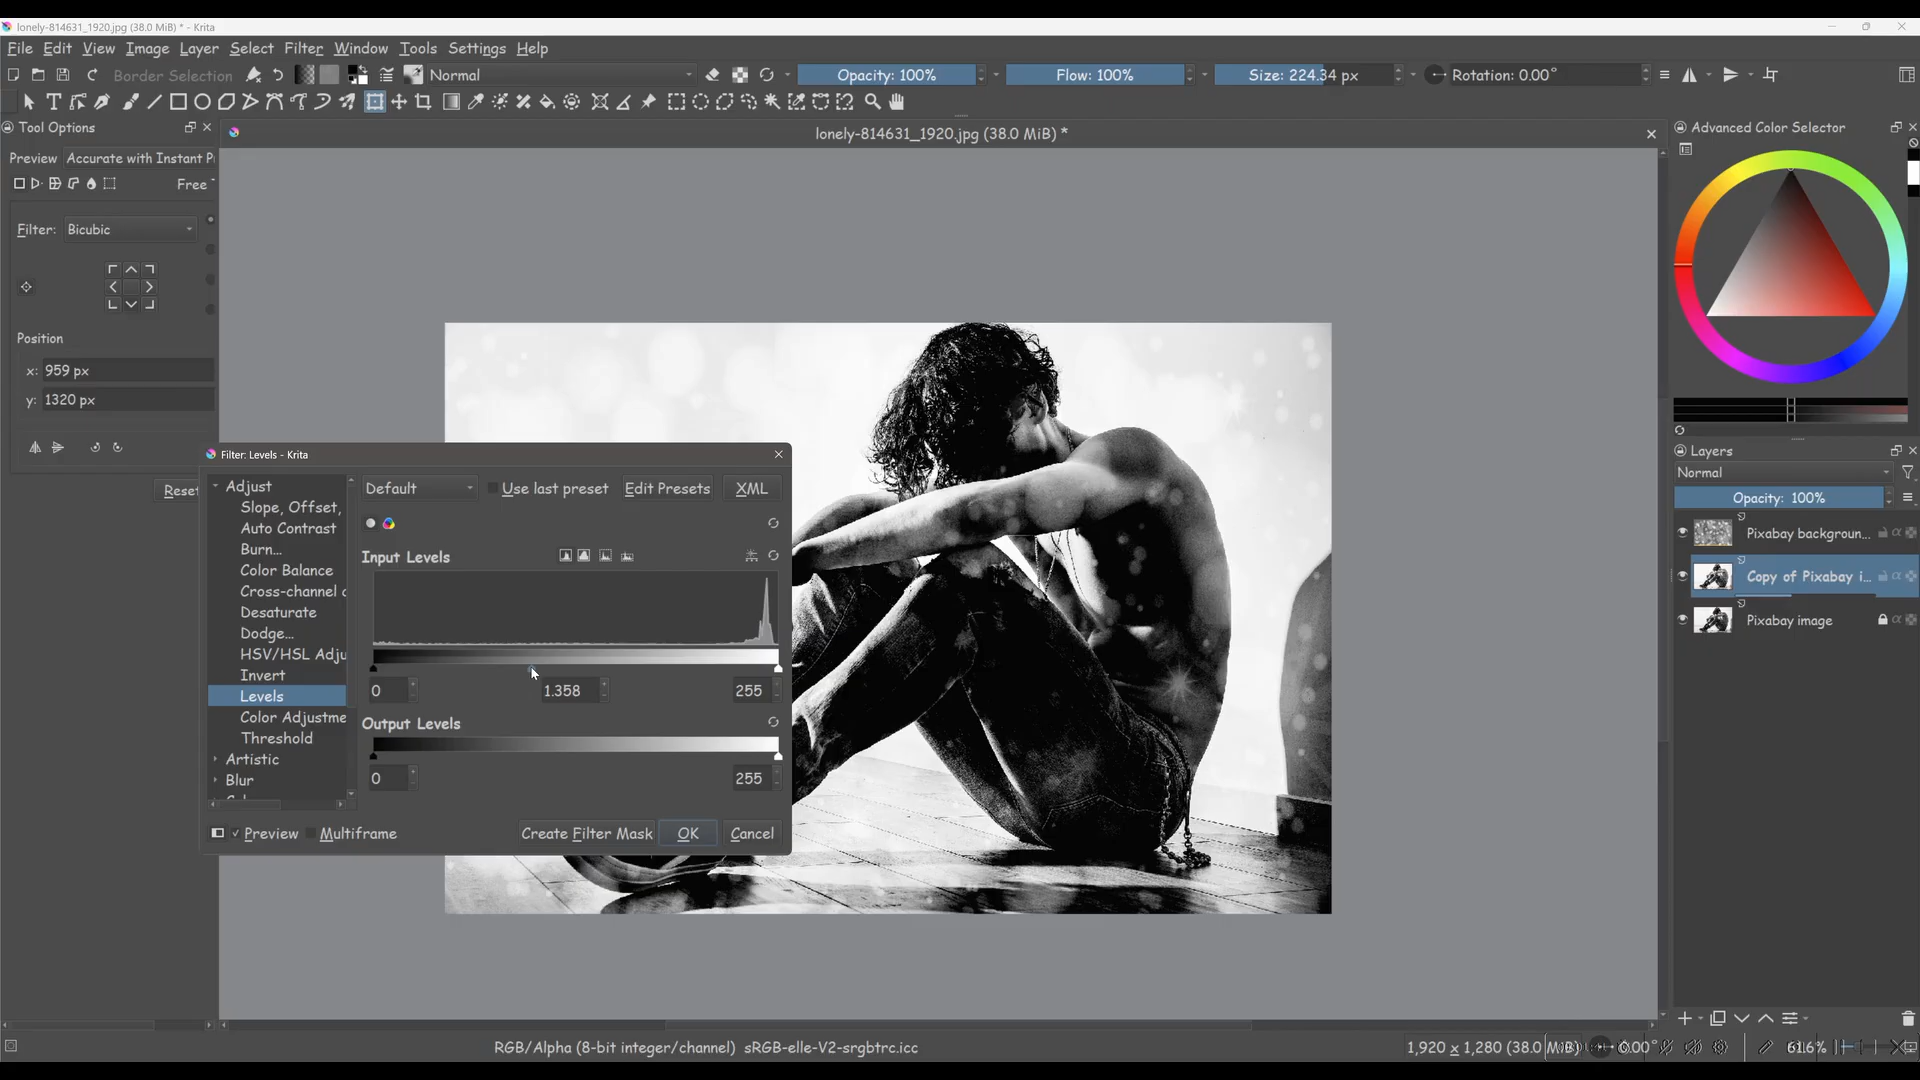 lonely-814631_1920.jpg (38.0 MiB) * - Krita
File Edit View Image Layer Select Filter Window Tools Settings Help
Border Selection Normal Opacity: 100% Flow: 100% Size: 224.34 px Rotation: 0.00°
Tool Options
lonely-814631_1920.jpg (38.0 MiB) *
Advanced Color Selector
Preview Accurate with Instant Pr
Free
Filter: Bicubic
Position
x: 959 px
y: 1320 px
Reset
Filter: Levels - Krita
Adjust
Slope, Offset,
Auto Contrast
Burn...
Color Balance
Cross-channel
Desaturate
Dodge...
HSV/HSL Adju
Invert
Levels
Color Adjustme
Threshold
Artistic
Blur
Default Use last preset Edit Presets XML
Input Levels
0 1.358 255
Output Levels
0 255
Preview Multiframe Create Filter Mask OK Cancel
Layers
Normal
Opacity: 100%
Pixabay backgroun...
Copy of Pixabay i...
Pixabay image
RGB/Alpha (8-bit integer/channel) sRGB-elle-V2-srgbtrc.icc
1,920 x 1,280 (38.0 MiB) 0.00°